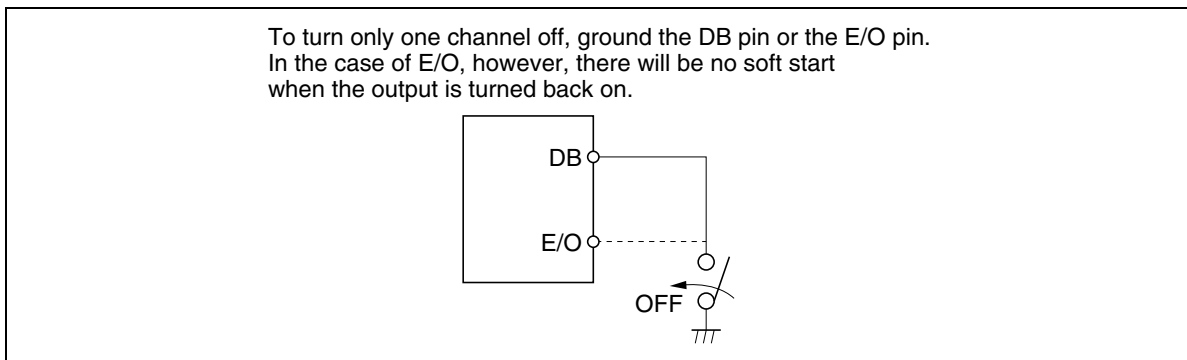 To turn only one channel off, ground the DB pin or the E/O pin.
In the case of E/O, however, there will be no soft start
when the output is turned back on.
DB
E/O
OFF